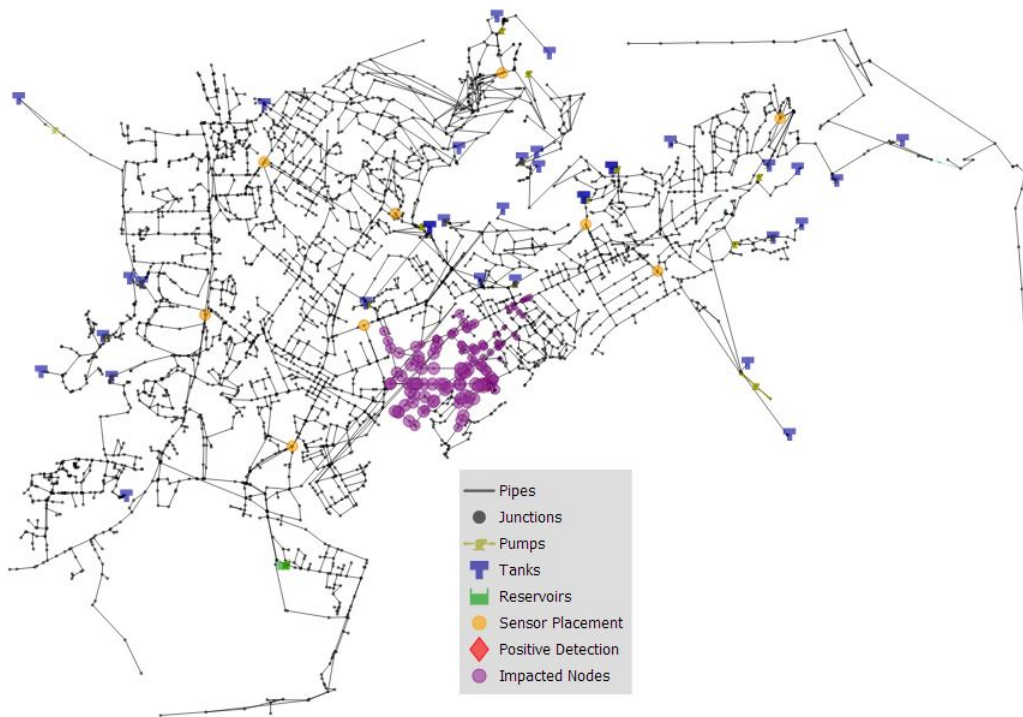 Pipes
Junctions
Pumps
Tanks
Reservoirs
Sensor Placement
Positive Detection
Impacted Nodes